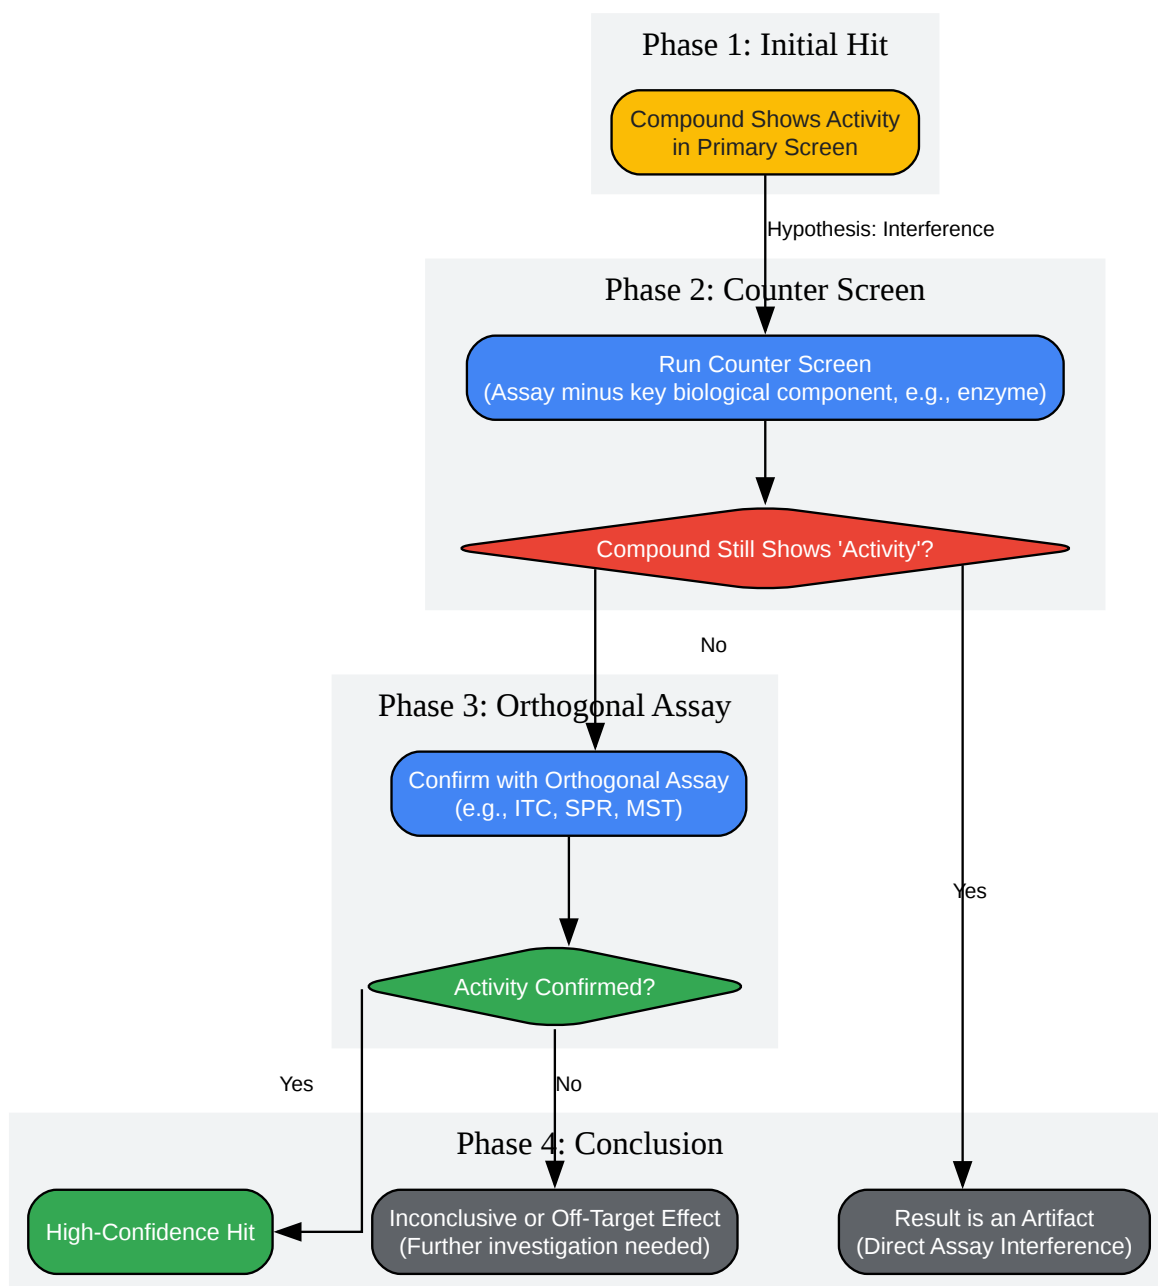 Phase 1: Initial Hit
Compound Shows Activity
in Primary Screen
Hypothesis: Interference
Phase 2: Counter Screen
Run Counter Screen
(Assay minus key biological component, e.g., enzyme)
Compound Still Shows 'Activity'?
No
Phase 3: Orthogonal Assay
Confirm with Orthogonal Assay
(e.g., ITC, SPR, MST)
Yes
Activity Confirmed?
Yes
No
Phase 4: Conclusion
High-Confidence Hit
Inconclusive or Off-Target Effect
(Further investigation needed)
Result is an Artifact
(Direct Assay Interference)